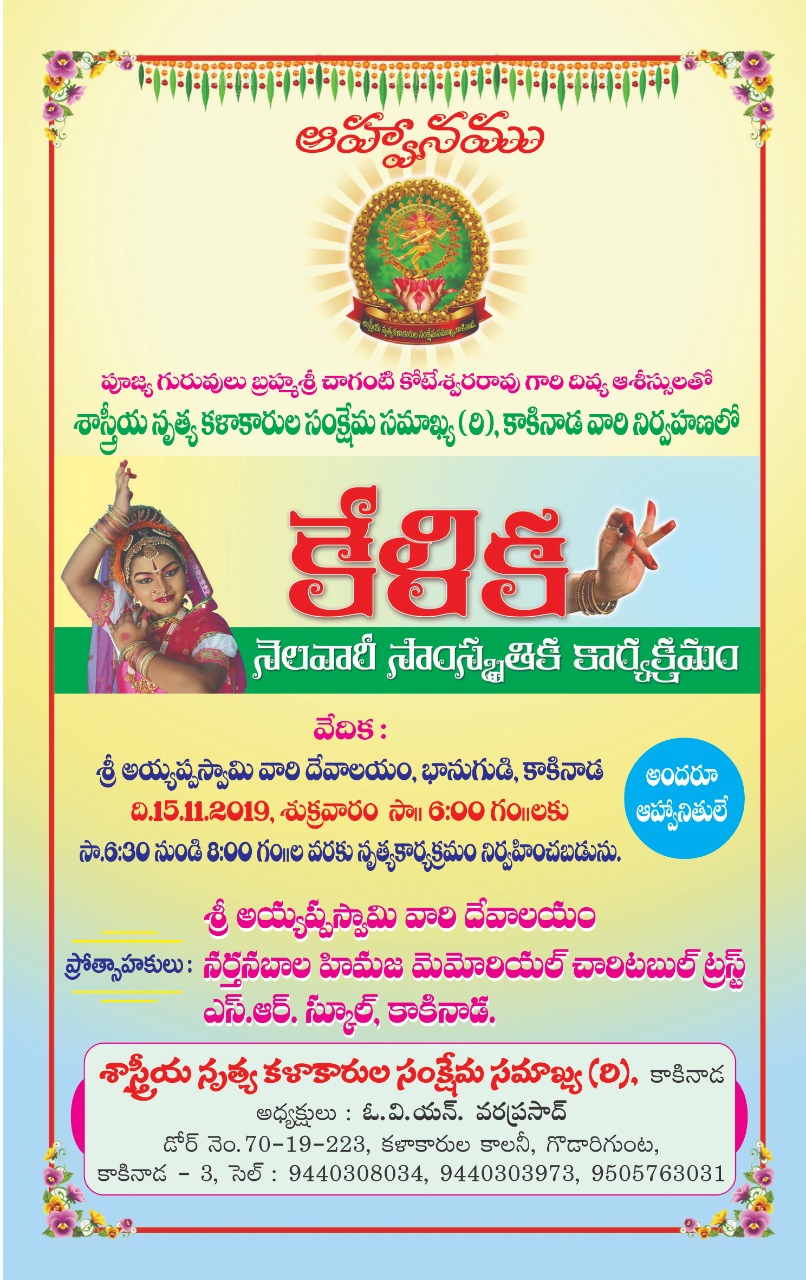 ఆహ్వానము
శాస్త్రీయ నృత్యకళాకారుల సంక్షేమ సమాఖ్య, కాకినాడ.
పూజ్య గురువులు బ్రహ్మశ్రీ చాగంటి కోటేశ్వరరావు గారి దివ్య ఆశీస్సులతో
శాస్త్రీయ నృత్య కళాకారుల సంక్షేమ సమాఖ్య (రి), కాకినాడ వారి నిర్వహణలో
కేళిక
నెలవారీ సాంస్కృతిక కార్యక్రమం
వేదిక :
శ్రీ అయ్యప్పస్వామి వారి దేవాలయం, భానుగుడి, కాకినాడ
ది.15.11.2019, శుక్రవారం సా॥ 6:00 గం॥లకు
సా.6:30 నుండి 8:00 గం॥ల వరకు నృత్యకార్యక్రమం నిర్వహించబడును.
అందరూ
ఆహ్వానితులే
శ్రీ అయ్యప్పస్వామి వారి దేవాలయం
ప్రోత్సాహకులు : నర్తనబాల హిమజ మెమోరియల్ చారిటబుల్ ట్రస్ట్
ఎస్.ఆర్. స్కూల్, కాకినాడ.
శాస్త్రీయ నృత్య కళాకారుల సంక్షేమ సమాఖ్య (రి), కాకినాడ
అధ్యక్షులు : ఓ.వి.యన్. వరప్రసాద్
డోర్ నెం.70-19-223, కళాకారుల కాలనీ, గొడారిగుంట,
కాకినాడ - 3, సెల్ : 9440308034, 9440303973, 9505763031